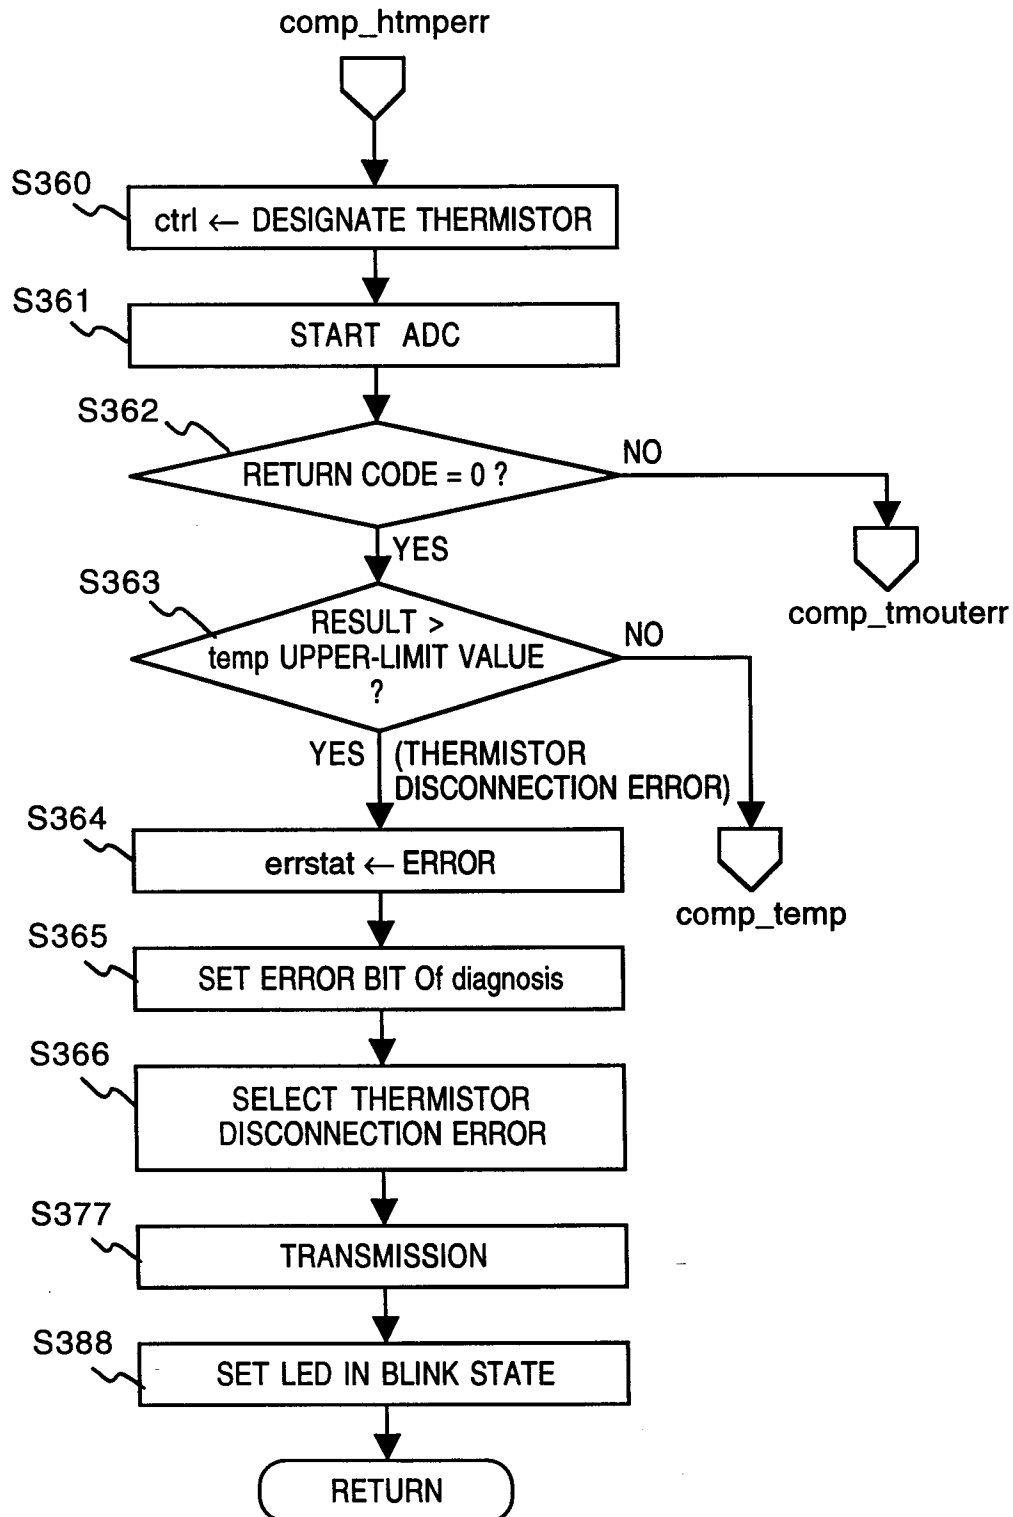 comp_htmperr
S360
ctrl ← DESIGNATE THERMISTOR
S361
START ADC
S362
RETURN CODE = 0 ?
NO
YES
comp_tmouterr
S363
RESULT >
temp UPPER-LIMIT VALUE
?
NO
YES
(THERMISTOR
DISCONNECTION ERROR)
comp_temp
S364
errstat ← ERROR
S365
SET ERROR BIT Of diagnosis
S366
SELECT THERMISTOR
DISCONNECTION ERROR
S377
TRANSMISSION
S388
SET LED IN BLINK STATE
RETURN